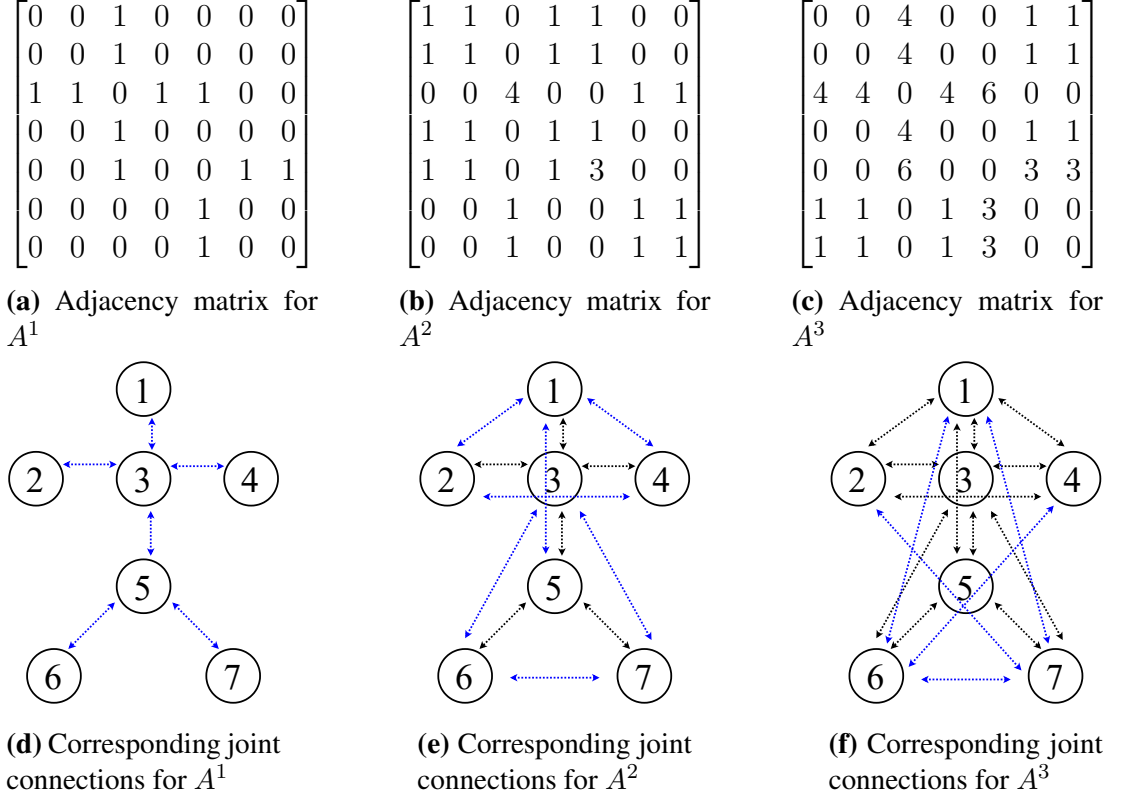 0 0 1 0 0 0 0
0 0 1 0 0 0 0
1 1 0 1 1 0 0
0 0 1 0 0 0 0
0 0 1 0 0 1 1
0 0 0 0 1 0 0
0 0 0 0 1 0 0
(a) Adjacency matrix for
A^1
1 1 0 1 1 0 0
1 1 0 1 1 0 0
0 0 4 0 0 1 1
1 1 0 1 1 0 0
1 1 0 1 3 0 0
0 0 1 0 0 1 1
0 0 1 0 0 1 1
(b) Adjacency matrix for
A^2
0 0 4 0 0 1 1
0 0 4 0 0 1 1
4 4 0 4 6 0 0
0 0 4 0 0 1 1
0 0 6 0 0 3 3
1 1 0 1 3 0 0
1 1 0 1 3 0 0
(c) Adjacency matrix for
A^3
1
2 3 4
5
6 7
(d) Corresponding joint
connections for A^1
1
2 3 4
5
6 7
(e) Corresponding joint
connections for A^2
1
2 3 4
5
6 7
(f) Corresponding joint
connections for A^3